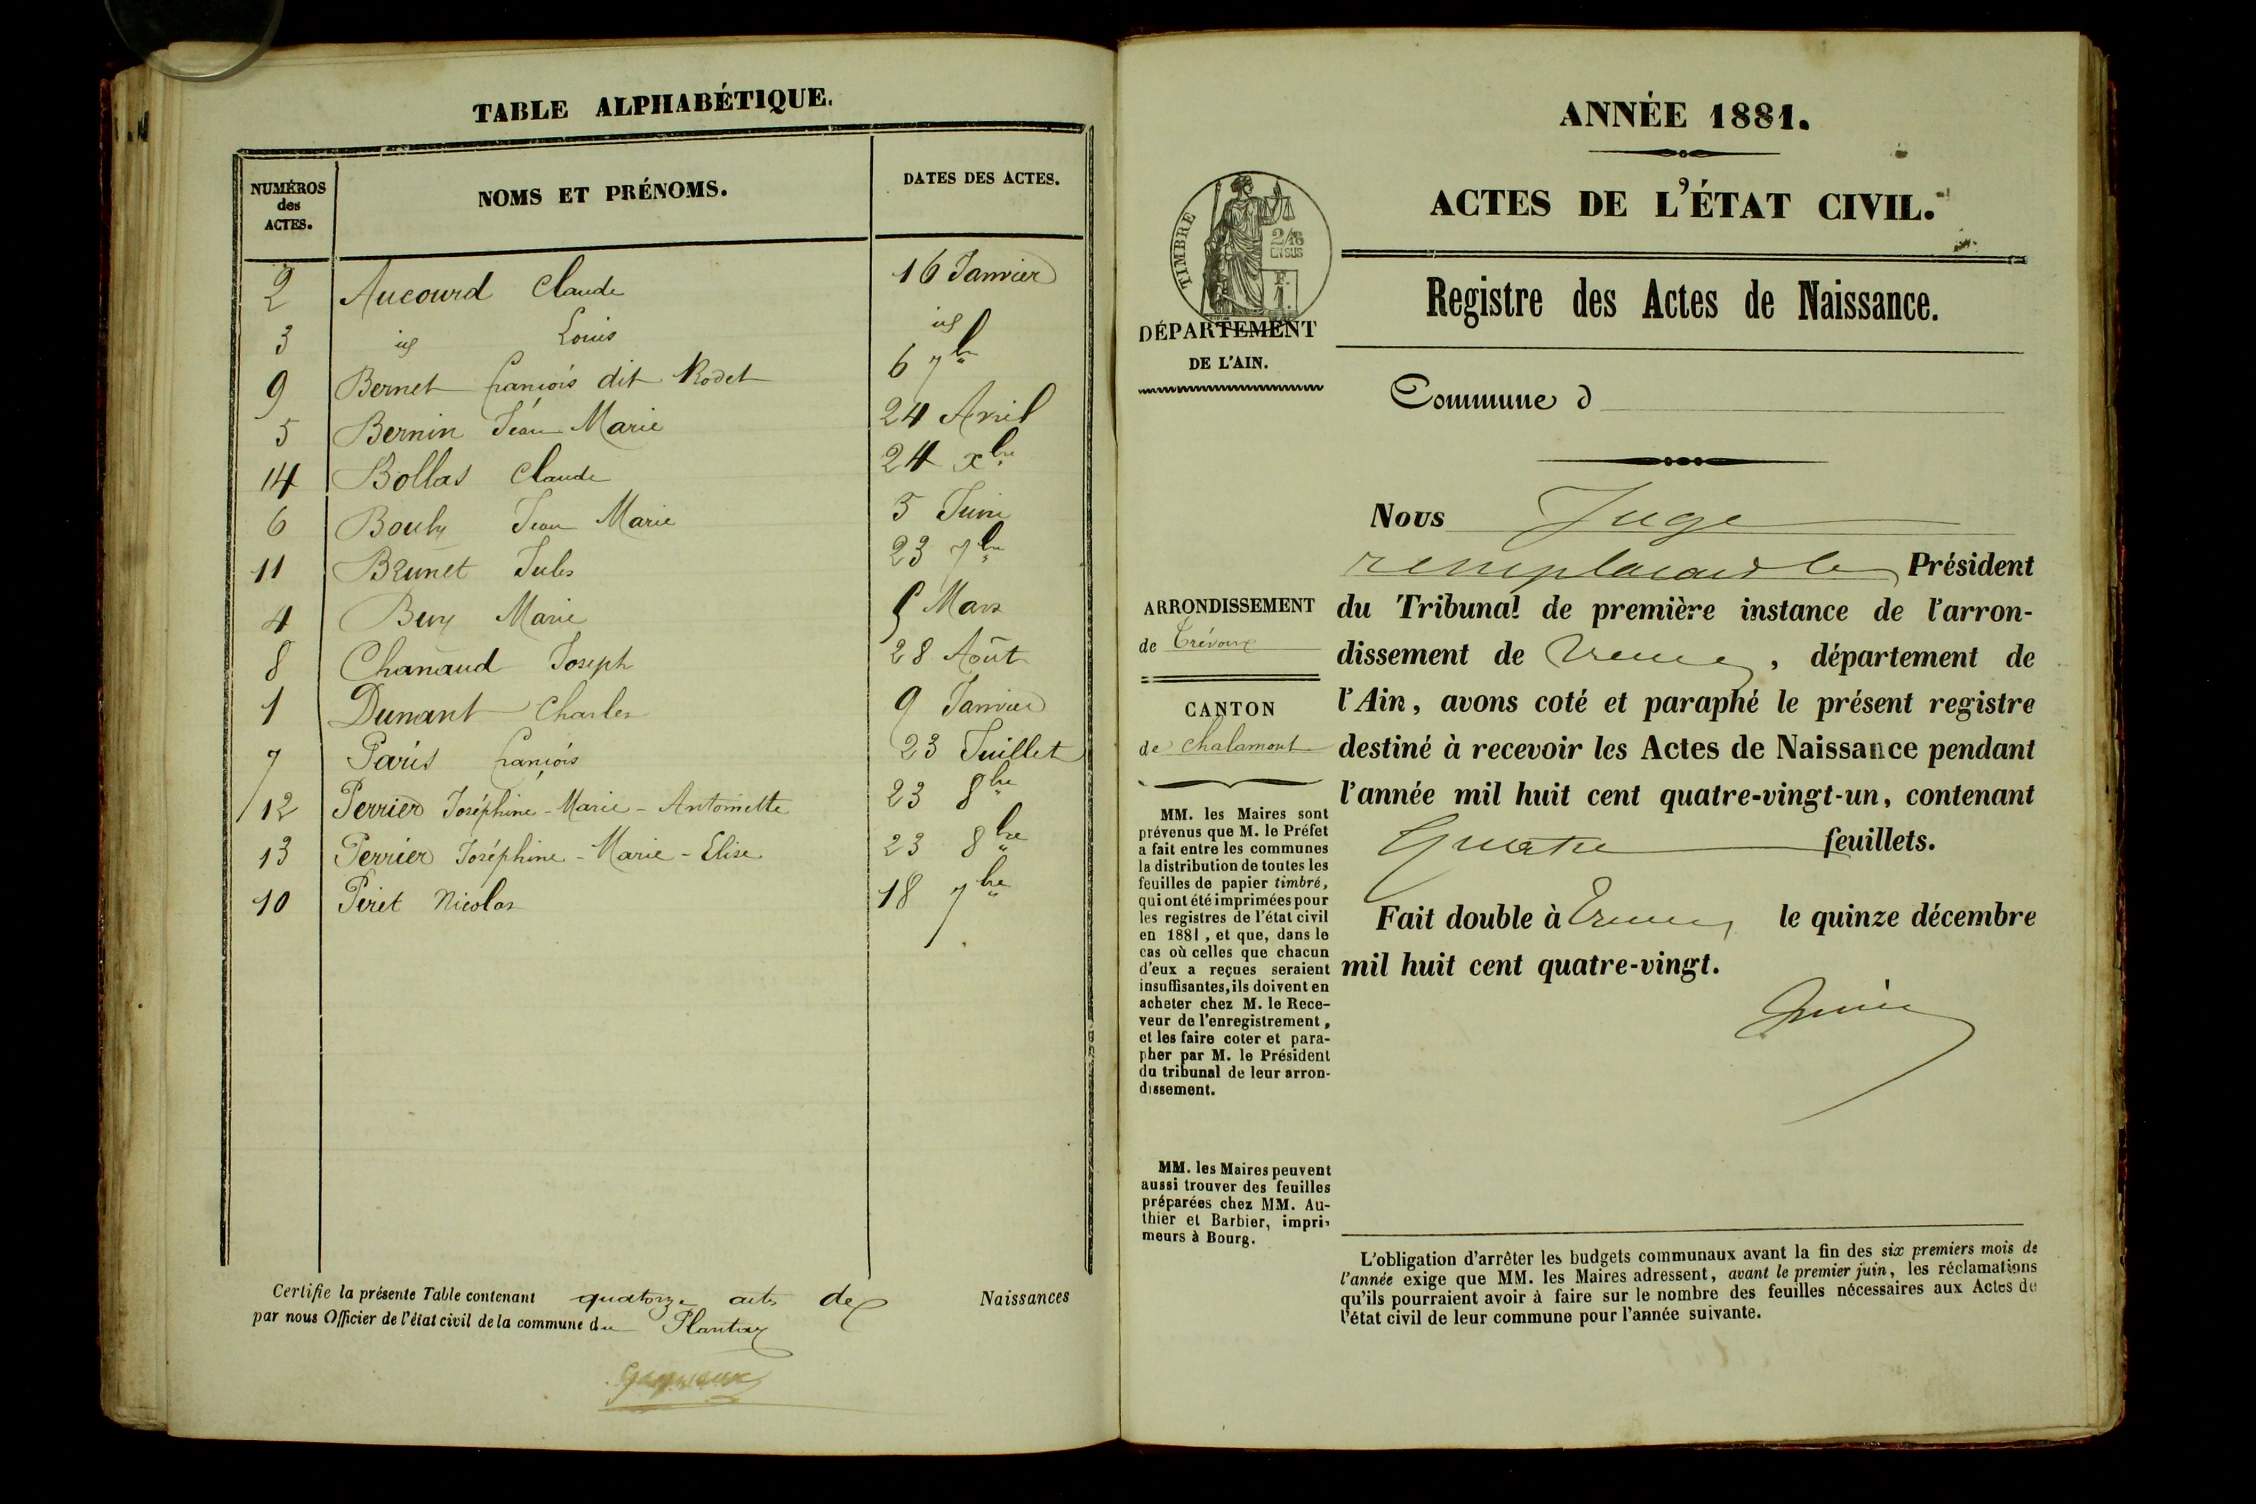 TABLE ALPHABÉTIQUE.
NUMÉROS des ACTES. NOMS ET PRÉNOMS. DATES DES ACTES.
2 Aucourd Claude 16 Janvier
3 id Louis id
9 Bernet françois dit Rodet 6 7bre
5 Bernin Jean Marie 24 Avril
14 Bollas Claude 24 xbre
6 Bouhy Jean Marie 5 Juin
11 Brunet Jules 23 7bre
4 Bury Marie 5 Mars
8 Chanaud Joseph 28 Août
1 Dunant Charles 9 Janvier
7 Paris françois 23 Juillet
12 Perrier Joséphine - Marie - Antoinette 23 8bre
13 Perrier Joséphine - Marie - Elise 23 8bre
10 Piret Nicolas 18 7bre
Certifie la présente Table contenant quatorze actes de Naissances
par nous Officier de l'état civil de la commune du Plantay
ANNÉE 1881.
ACTES DE L'ÉTAT CIVIL.
Registre des Actes de Naissance.
TIMBRE
2/10 EN SUS
F. 1.
DÉPARTEMENT
DE L'AIN.
Commune d
Nous Juge
remplacant le Président
du Tribunal de première instance de l'arron-
dissement de Trévoux, département de
l'Ain, avons coté et paraphé le présent registre
destiné à recevoir les Actes de Naissance pendant
l'année mil huit cent quatre-vingt-un, contenant
Quatre feuillets.
Fait double à Trévoux le quinze décembre
mil huit cent quatre-vingt.
ARRONDISSEMENT
de Trévoux
CANTON
de Chalamont
MM. les Maires sont
prévenus que M. le Préfet
a fait entre les communes
la distribution de toutes les
feuilles de papier timbré,
qui ont été imprimées pour
les registres de l'état civil
en 1881, et que, dans le
cas où celles que chacun
d'eux a reçues seraient
insuffisantes, ils doivent en
acheter chez M. le Rece-
veur de l'enregistrement,
et les faire coter et para-
pher par M. le Président
du tribunal de leur arron-
dissement.
MM. les Maires peuvent
aussi trouver des feuilles
préparées chez MM. Au-
thier et Barbier, impri-
meurs à Bourg.
L'obligation d'arrêter les budgets communaux avant la fin des six premiers mois de
l'année exige que MM. les Maires adressent, avant le premier juin, les réclamations
qu'ils pourraient avoir à faire sur le nombre des feuilles nécessaires aux Actes de
l'état civil de leur commune pour l'année suivante.